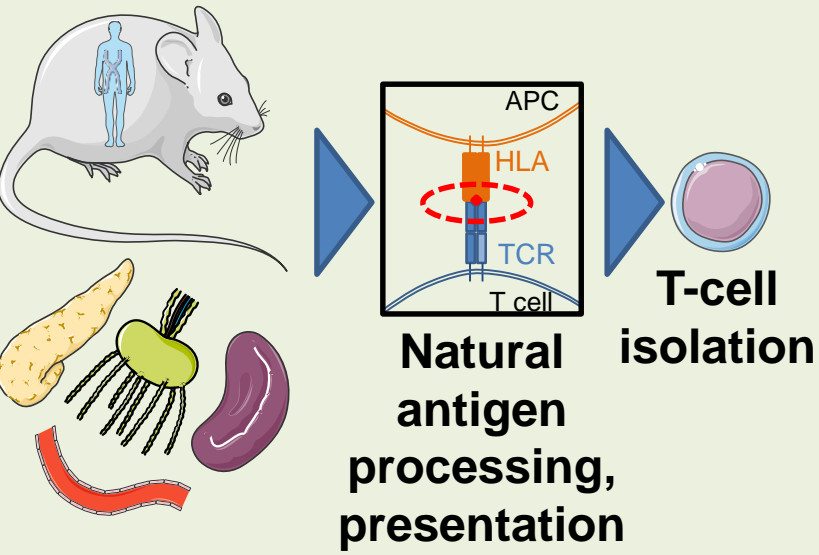 APC
HLA
TCR
T cell
Natural
antigen
processing,
presentation
T-cell
isolation